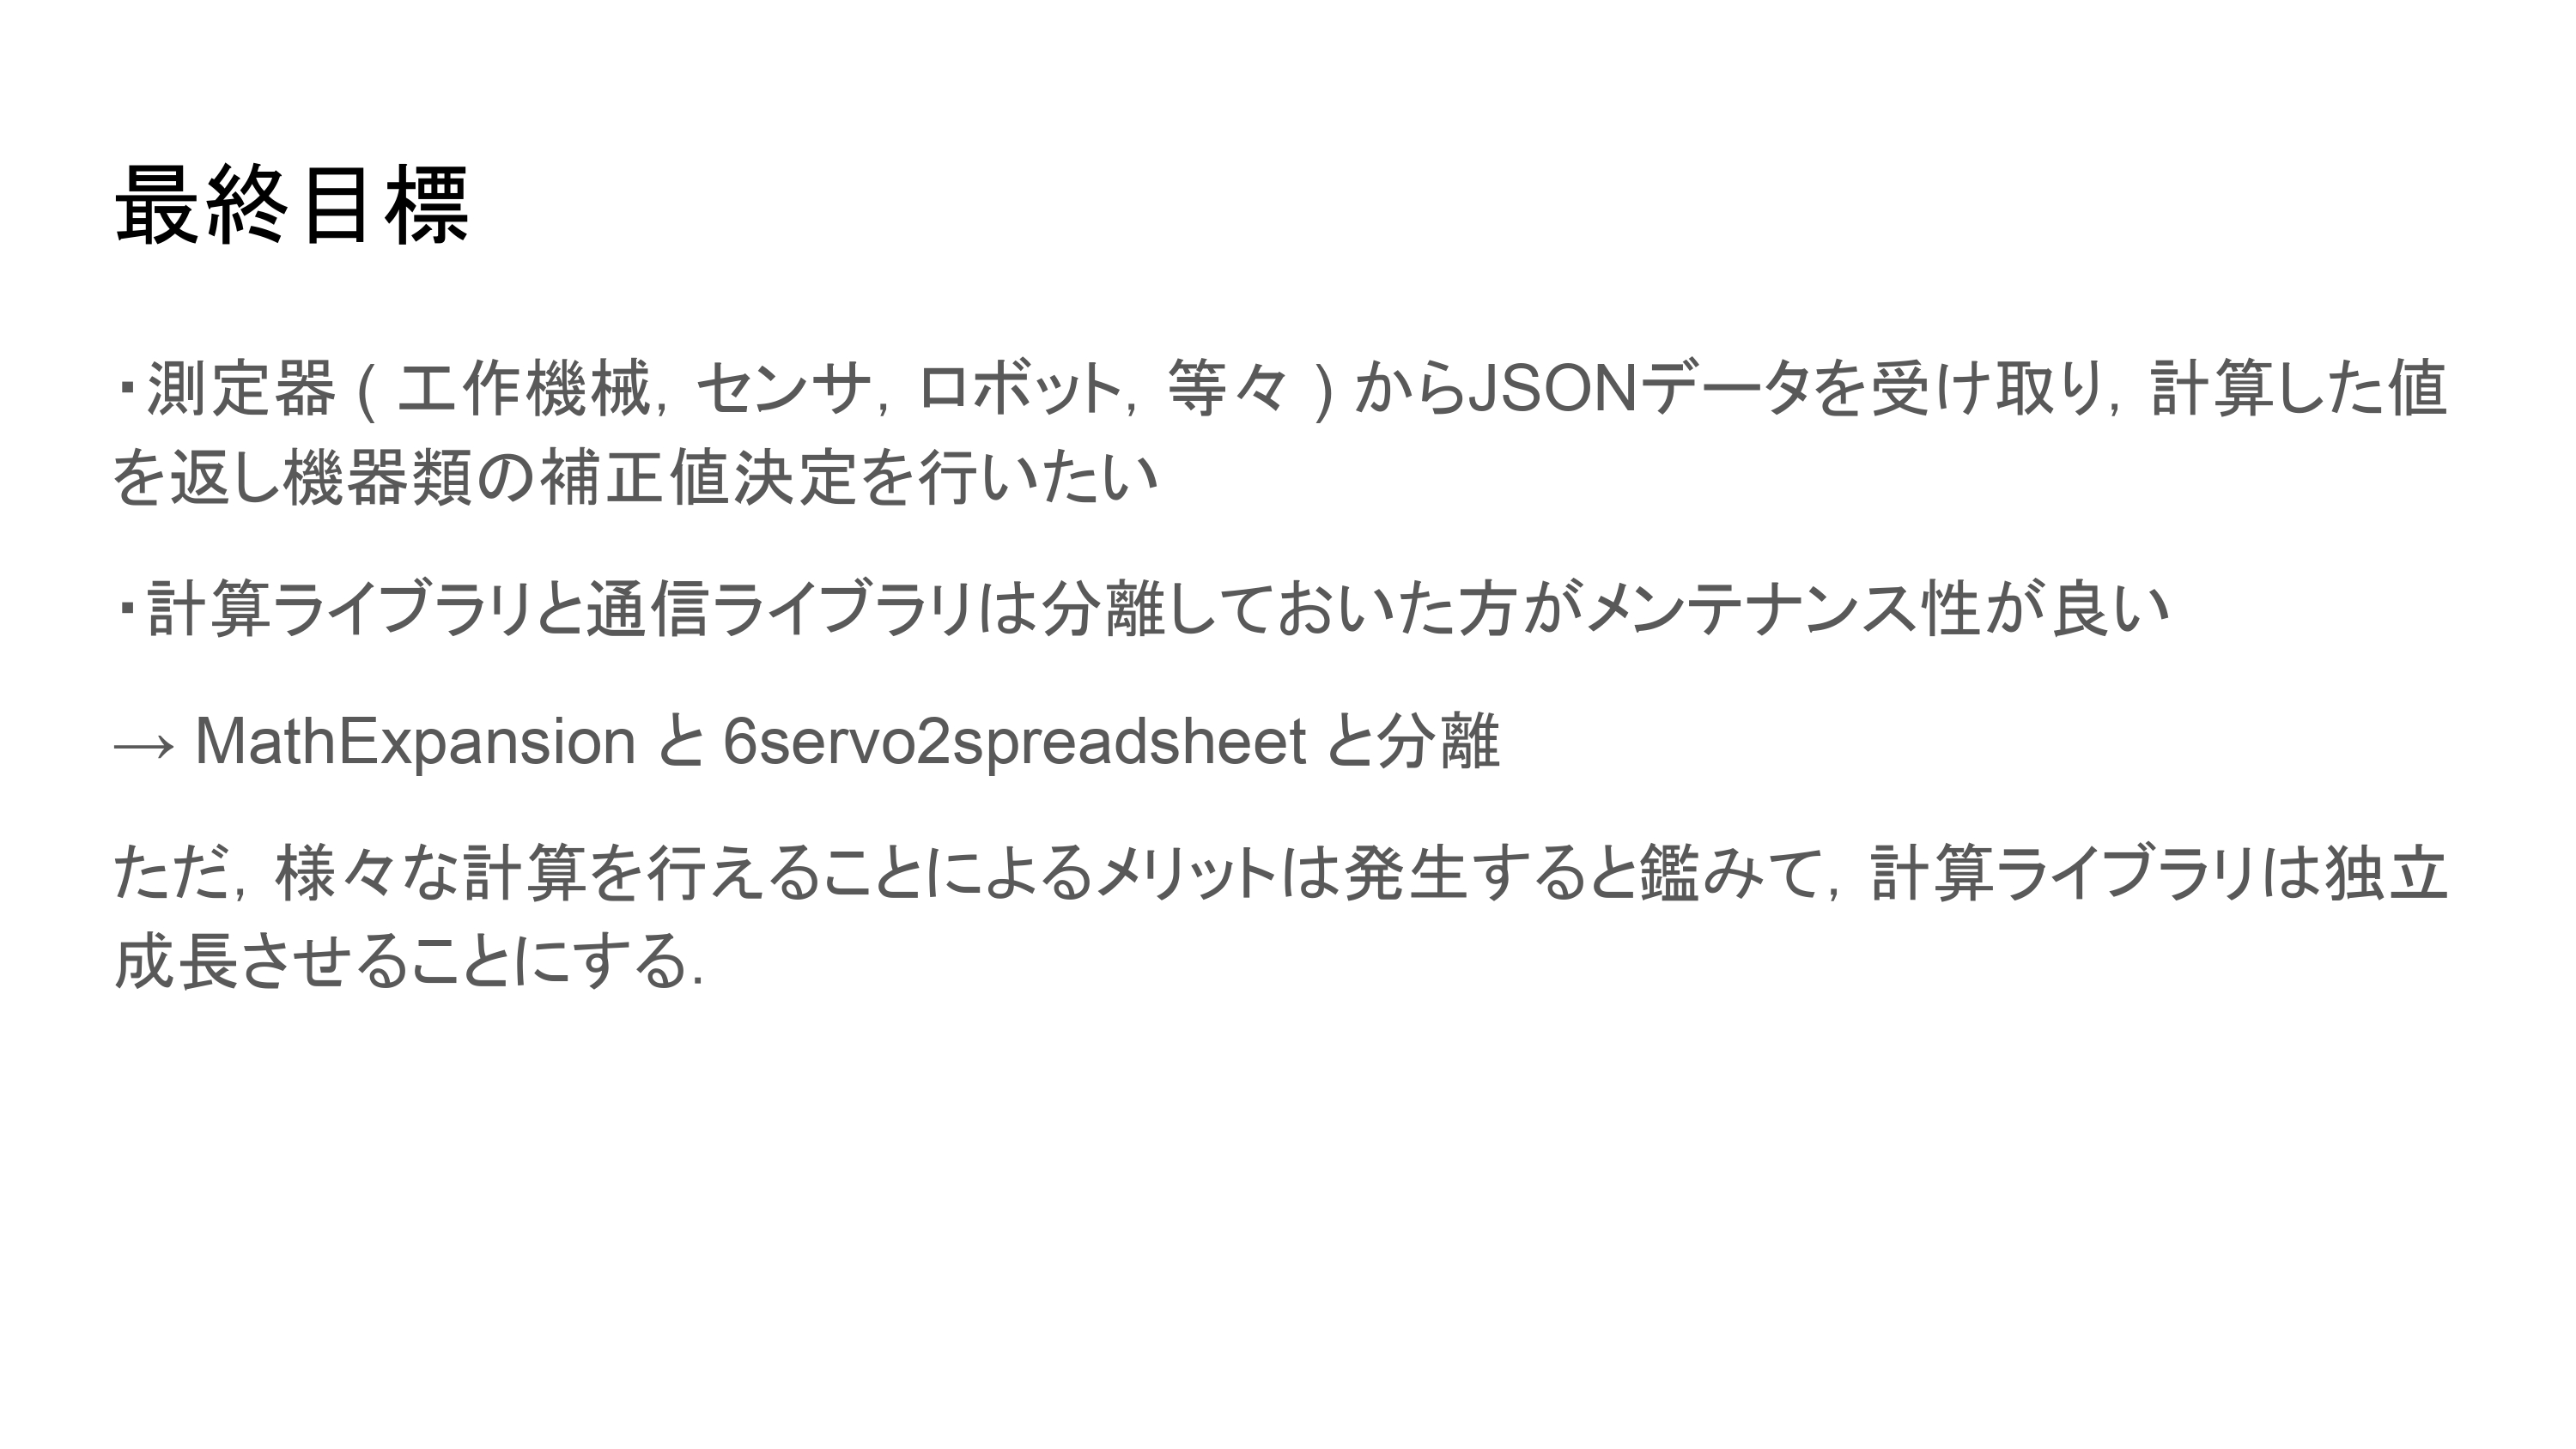 最終目標
・測定器 ( 工作機械, センサ, ロボット, 等々 ) からJSONデータを受け取り, 計算した値
を返し機器類の補正値決定を行いたい
・計算ライブラリと通信ライブラリは分離しておいた方がメンテナンス性が良い
→ MathExpansion と 6servo2spreadsheet と分離
ただ, 様々な計算を行えることによるメリットは発生すると鑑みて, 計算ライブラリは独立
成長させることにする.